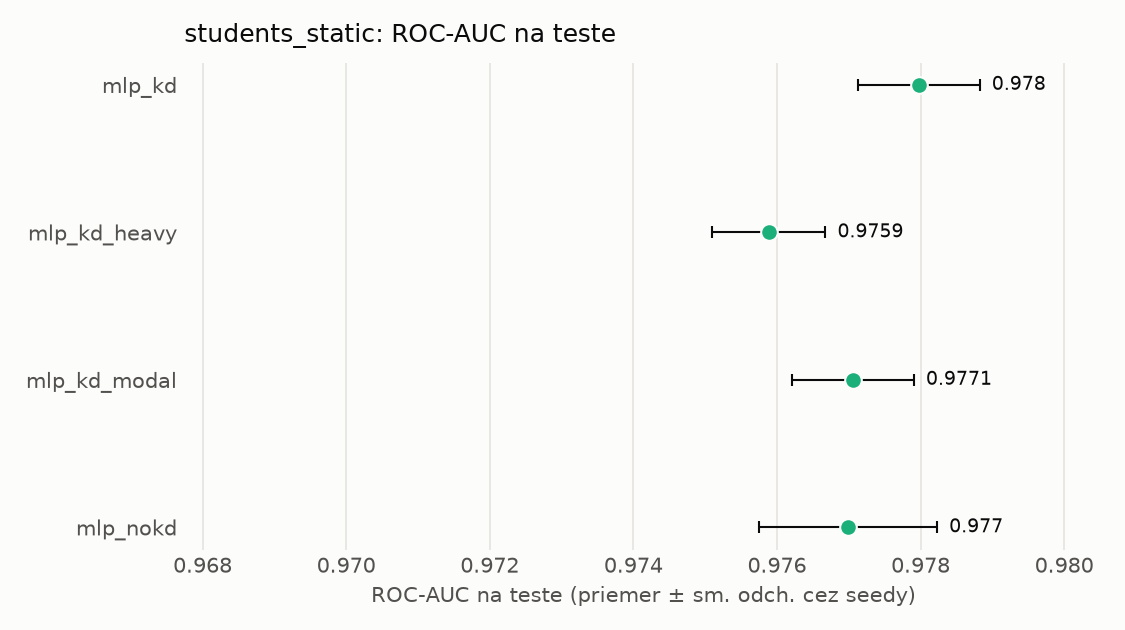 students_static: ROC-AUC na teste
mlp_kd
0.978
mlp_kd_heavy
0.9759
mlp_kd_modal
0.9771
mlp_nokd
0.977
0.968 0.970 0.972 0.974 0.976 0.978 0.980
ROC-AUC na teste (priemer ± sm. odch. cez seedy)